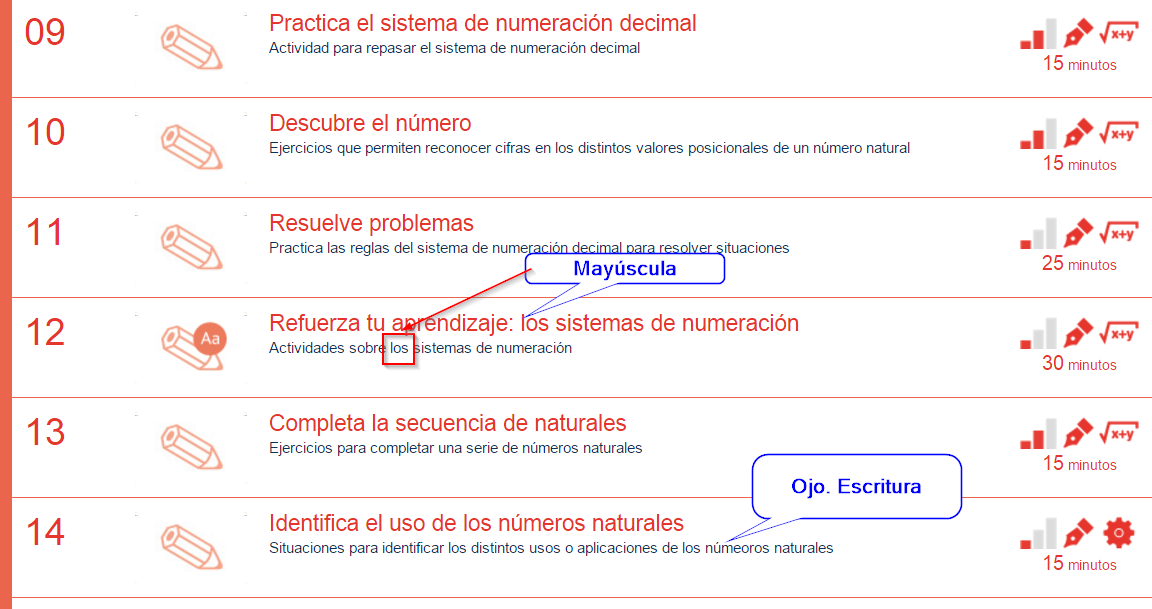 09
Practica el sistema de numeración decimal
Actividad para repasar el sistema de numeración decimal
√x+y
15 minutos
10
Descubre el número
Ejercicios que permiten reconocer cifras en los distintos valores posicionales de un número natural
√x+y
15 minutos
11
Resuelve problemas
Practica las reglas del sistema de numeración decimal para resolver situaciones
√x+y
25 minutos
Mayúscula
12
Aa
Refuerza tu aprendizaje: los sistemas de numeración
Actividades sobre los sistemas de numeración
√x+y
30 minutos
13
Completa la secuencia de naturales
Ejercicios para completar una serie de números naturales
√x+y
15 minutos
Ojo. Escritura
14
Identifica el uso de los números naturales
Situaciones para identificar los distintos usos o aplicaciones de los númeoros naturales
15 minutos